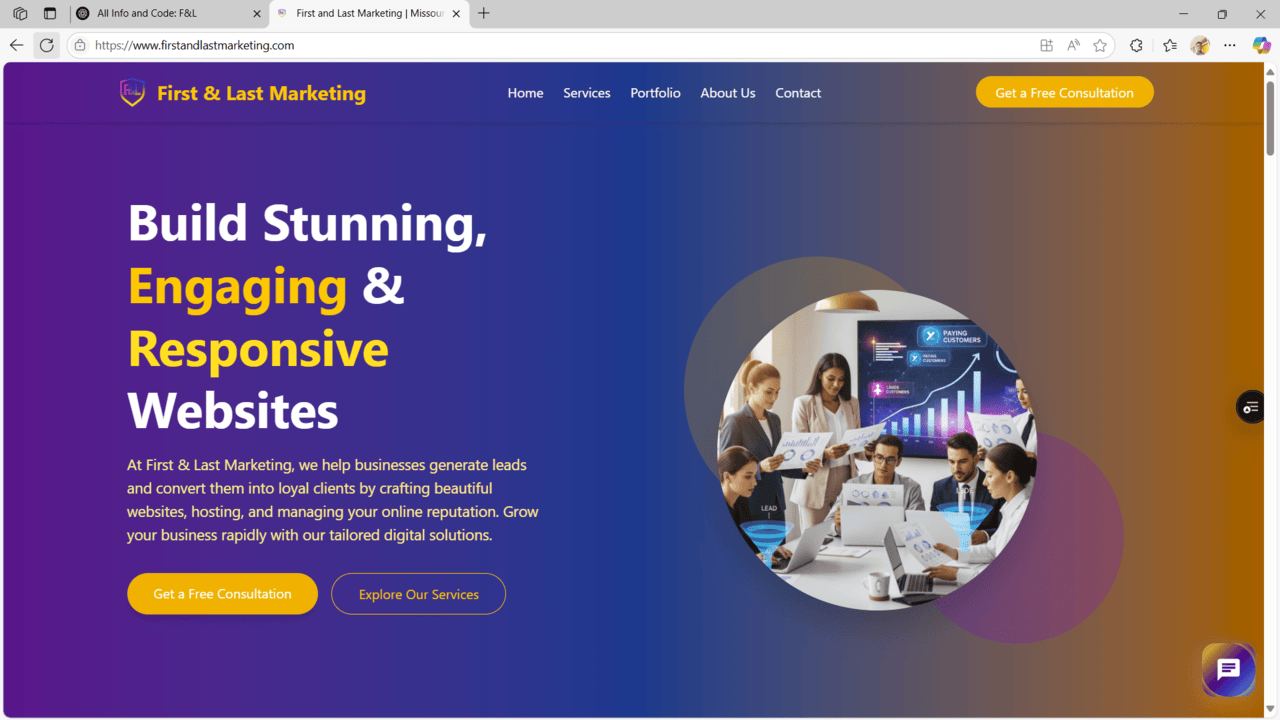 All Info and Code: F&L
First and Last Marketing | Missour
https://www.firstandlastmarketing.com
F&L
First & Last Marketing
Home
Services
Portfolio
About Us
Contact
Get a Free Consultation
Build Stunning,
Engaging &
Responsive
Websites
At First & Last Marketing, we help businesses generate leads
and convert them into loyal clients by crafting beautiful
websites, hosting, and managing your online reputation. Grow
your business rapidly with our tailored digital solutions.
Get a Free Consultation
Explore Our Services
PAYING
CUSTOMERS
PAYING
CUSTOMERS
CUSTOMERS
LEAD